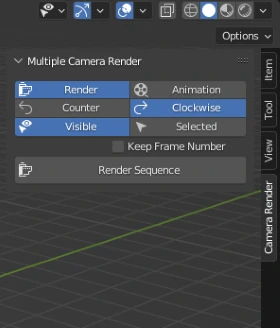 Options
Multiple Camera Render
Render
Animation
Counter
Clockwise
Visible
Selected
Keep Frame Number
Render Sequence
Item
Tool
View
Camera Render